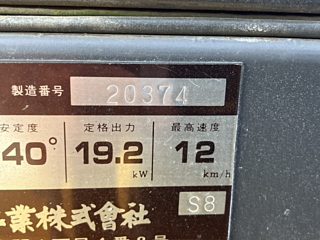 製造番号 20374
安定度 定格出力 最高速度
40° 19.2 kW 12 km/h
業株式會社 S8